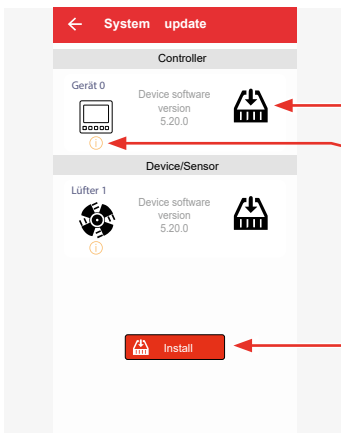 System update
Controller
Gerät 0
Device software
version
5.20.0
i
Device/Sensor
Lüfter 1
Device software
version
5.20.0
i
Install